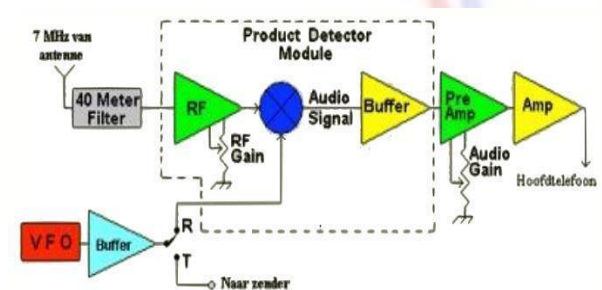 7 MHz van
antenne
Product Detector
Module
40 Meter
Filter
RF
RF
Gain
Audio
Signal
Buffer
Pre
Amp
Amp
Audio
Gain
Hoofdtelefoon
VFO
Buffer
R
T
Naar zender